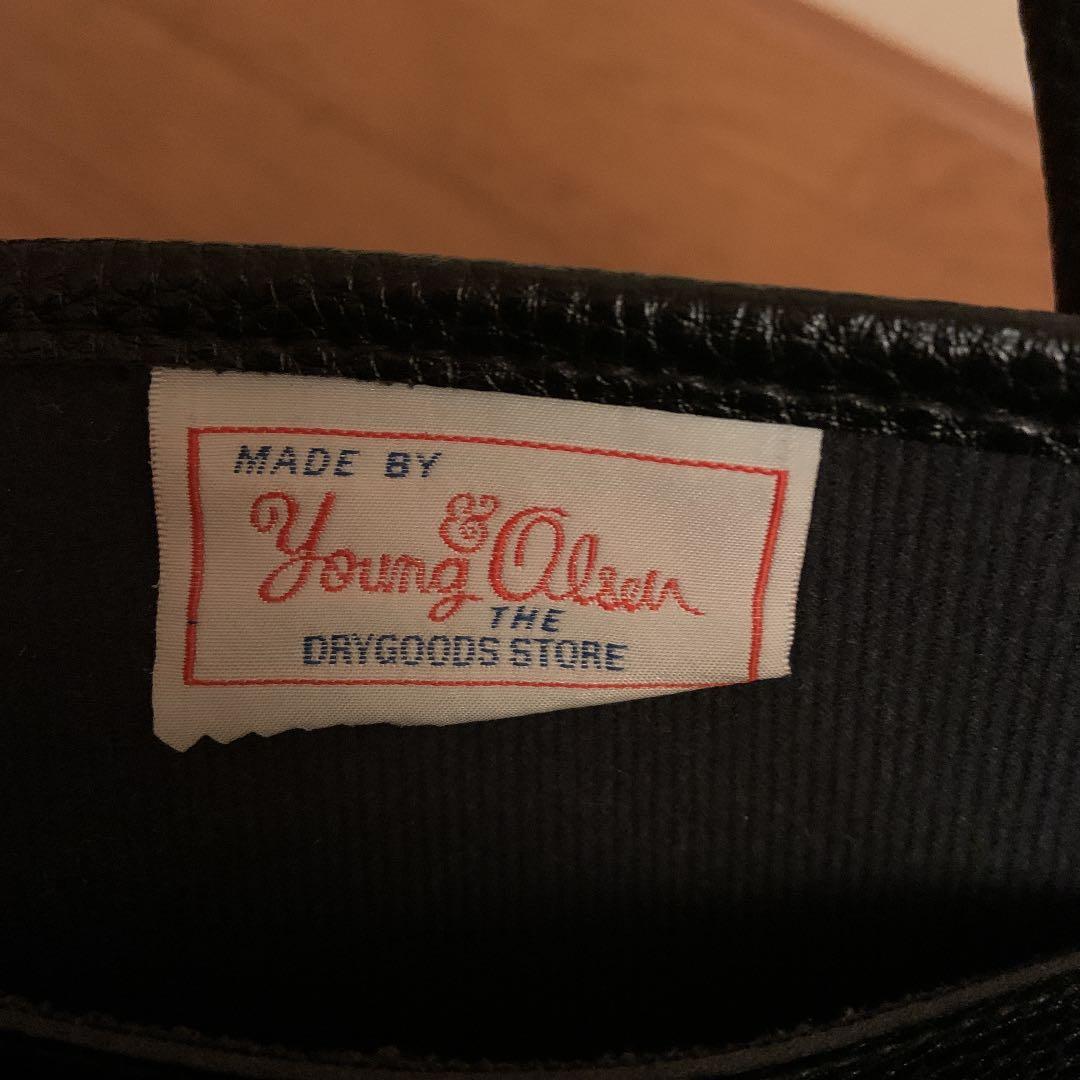 MADE BY
Young & Olsen
THE
DRYGOODS STORE